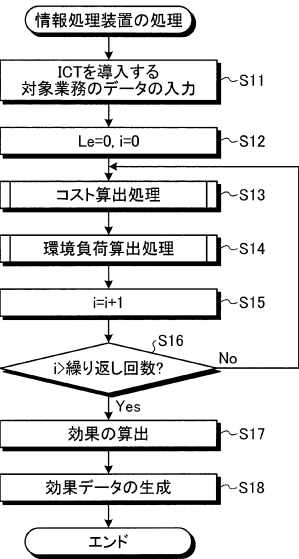 情報処理装置の処理
ICTを導入する
対象業務のデータの入力
S11
Le=0, i=0
S12
コスト算出処理
S13
環境負荷算出処理
S14
i=i+1
S15
S16
i>繰り返し回数?
No
Yes
効果の算出
S17
効果データの生成
S18
エンド